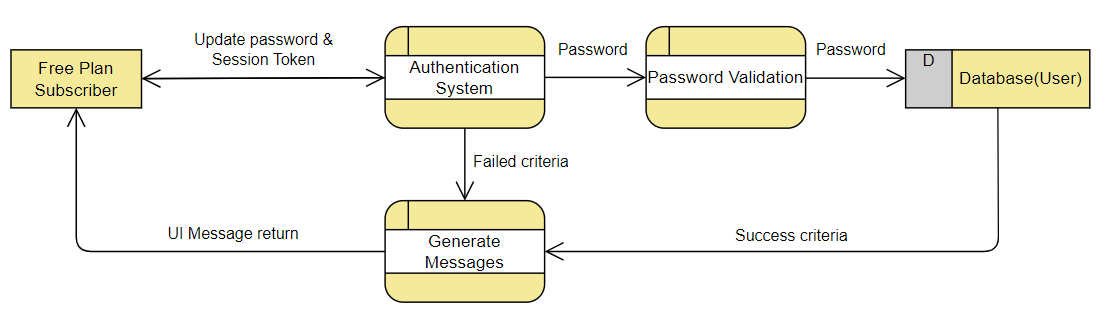 Update password &
Session Token
Free Plan
Subscriber
Authentication
System
Password
Password Validation
Password
D
Database(User)
Failed criteria
UI Message return
Generate
Messages
Success criteria